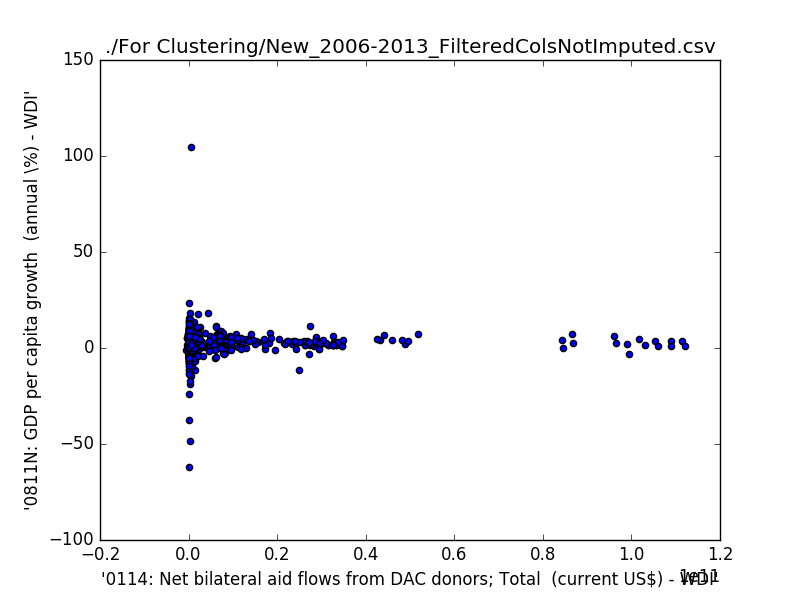 ./For Clustering/New_2006-2013_FilteredColsNotImputed.csv
150
100
50
0
−50
−100
'0811N: GDP per capita growth  (annual \%) - WDI'
−0.2 0.0 0.2 0.4 0.6 0.8 1.0 1.2
1e11
'0114: Net bilateral aid flows from DAC donors; Total  (current US$) - WDI'